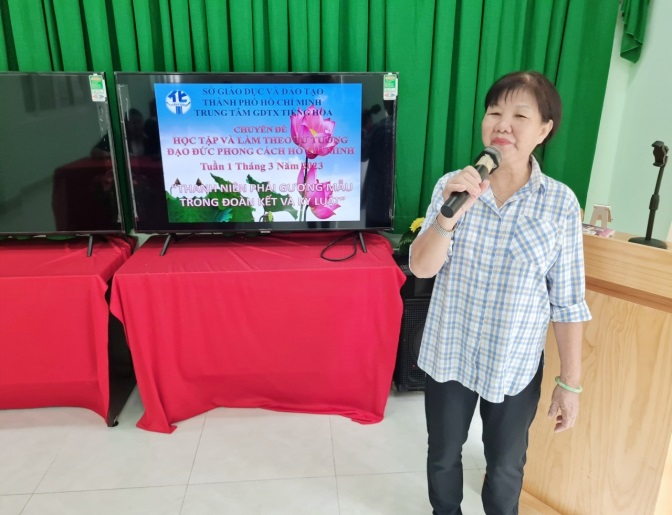 SỞ GIÁO DỤC VÀ ĐÀO TẠO
THÀNH PHỐ HỒ CHÍ MINH
TRUNG TÂM GDTX TIẾNG HOA
CHUYÊN ĐỀ
HỌC TẬP VÀ LÀM THEO TƯ TƯỞNG
ĐẠO ĐỨC PHONG CÁCH HỒ CHÍ MINH
Tuần 1 Tháng 3 Năm
"THANH NIÊN PHẢI GƯƠNG MẪU
TRONG ĐOÀN KẾT VÀ KỶ LUẬT"